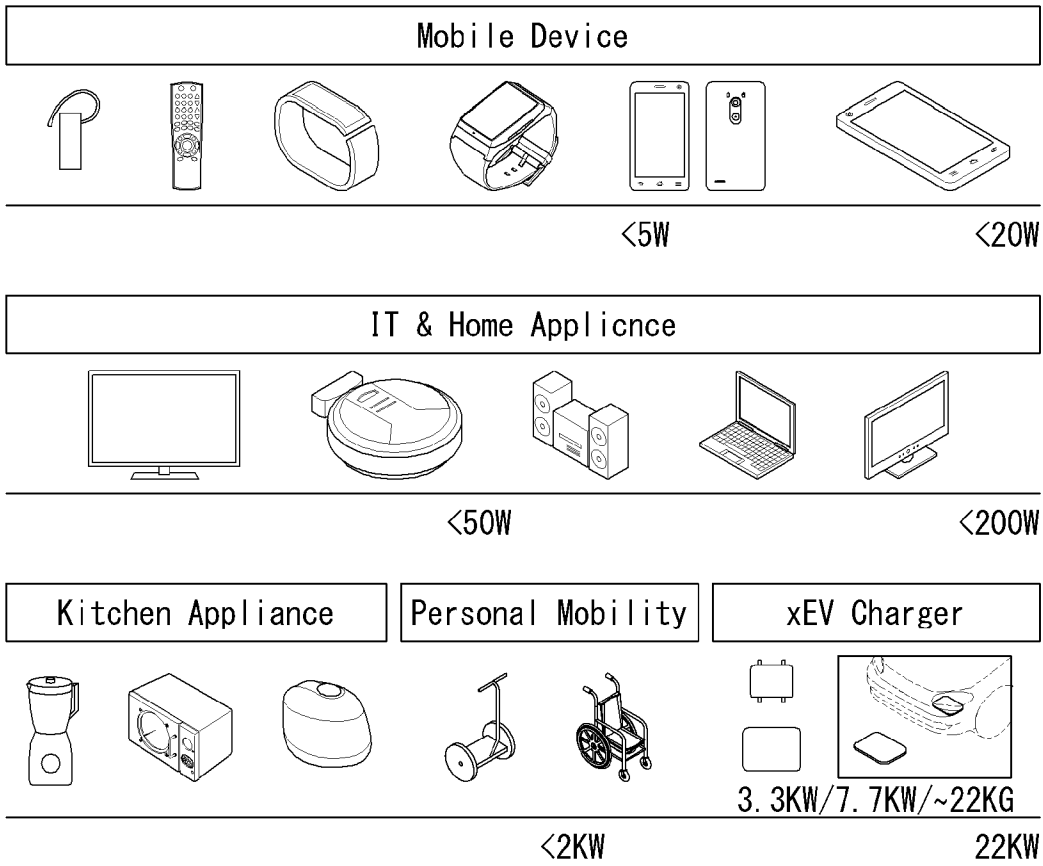 Mobile Device
<5W <20W
IT & Home Applicnce
<50W <200W
Kitchen Appliance Personal Mobility xEV Charger
3.3KW/7.7KW/~22KG
<2KW 22KW